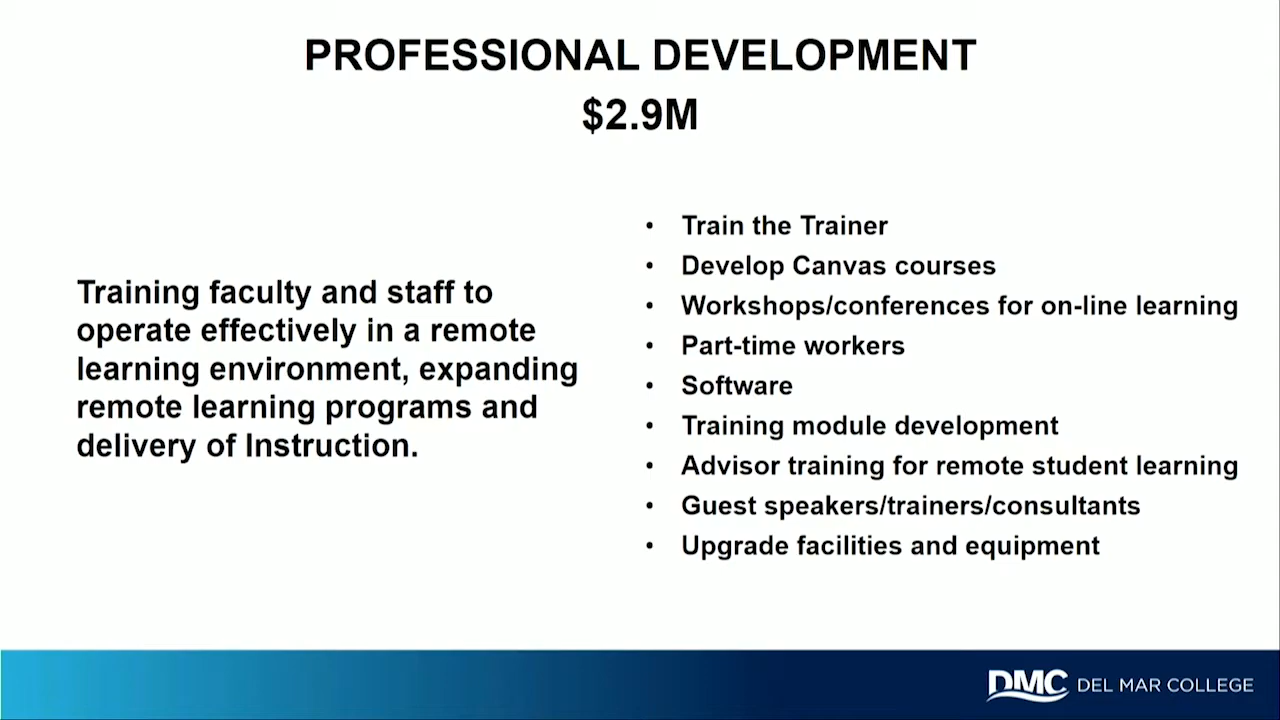 PROFESSIONAL DEVELOPMENT
$2.9M
Training faculty and staff to
operate effectively in a remote
learning environment, expanding
remote learning programs and
delivery of Instruction.
• Train the Trainer
• Develop Canvas courses
• Workshops/conferences for on-line learning
• Part-time workers
• Software
• Training module development
• Advisor training for remote student learning
• Guest speakers/trainers/consultants
• Upgrade facilities and equipment
DMC DEL MAR COLLEGE